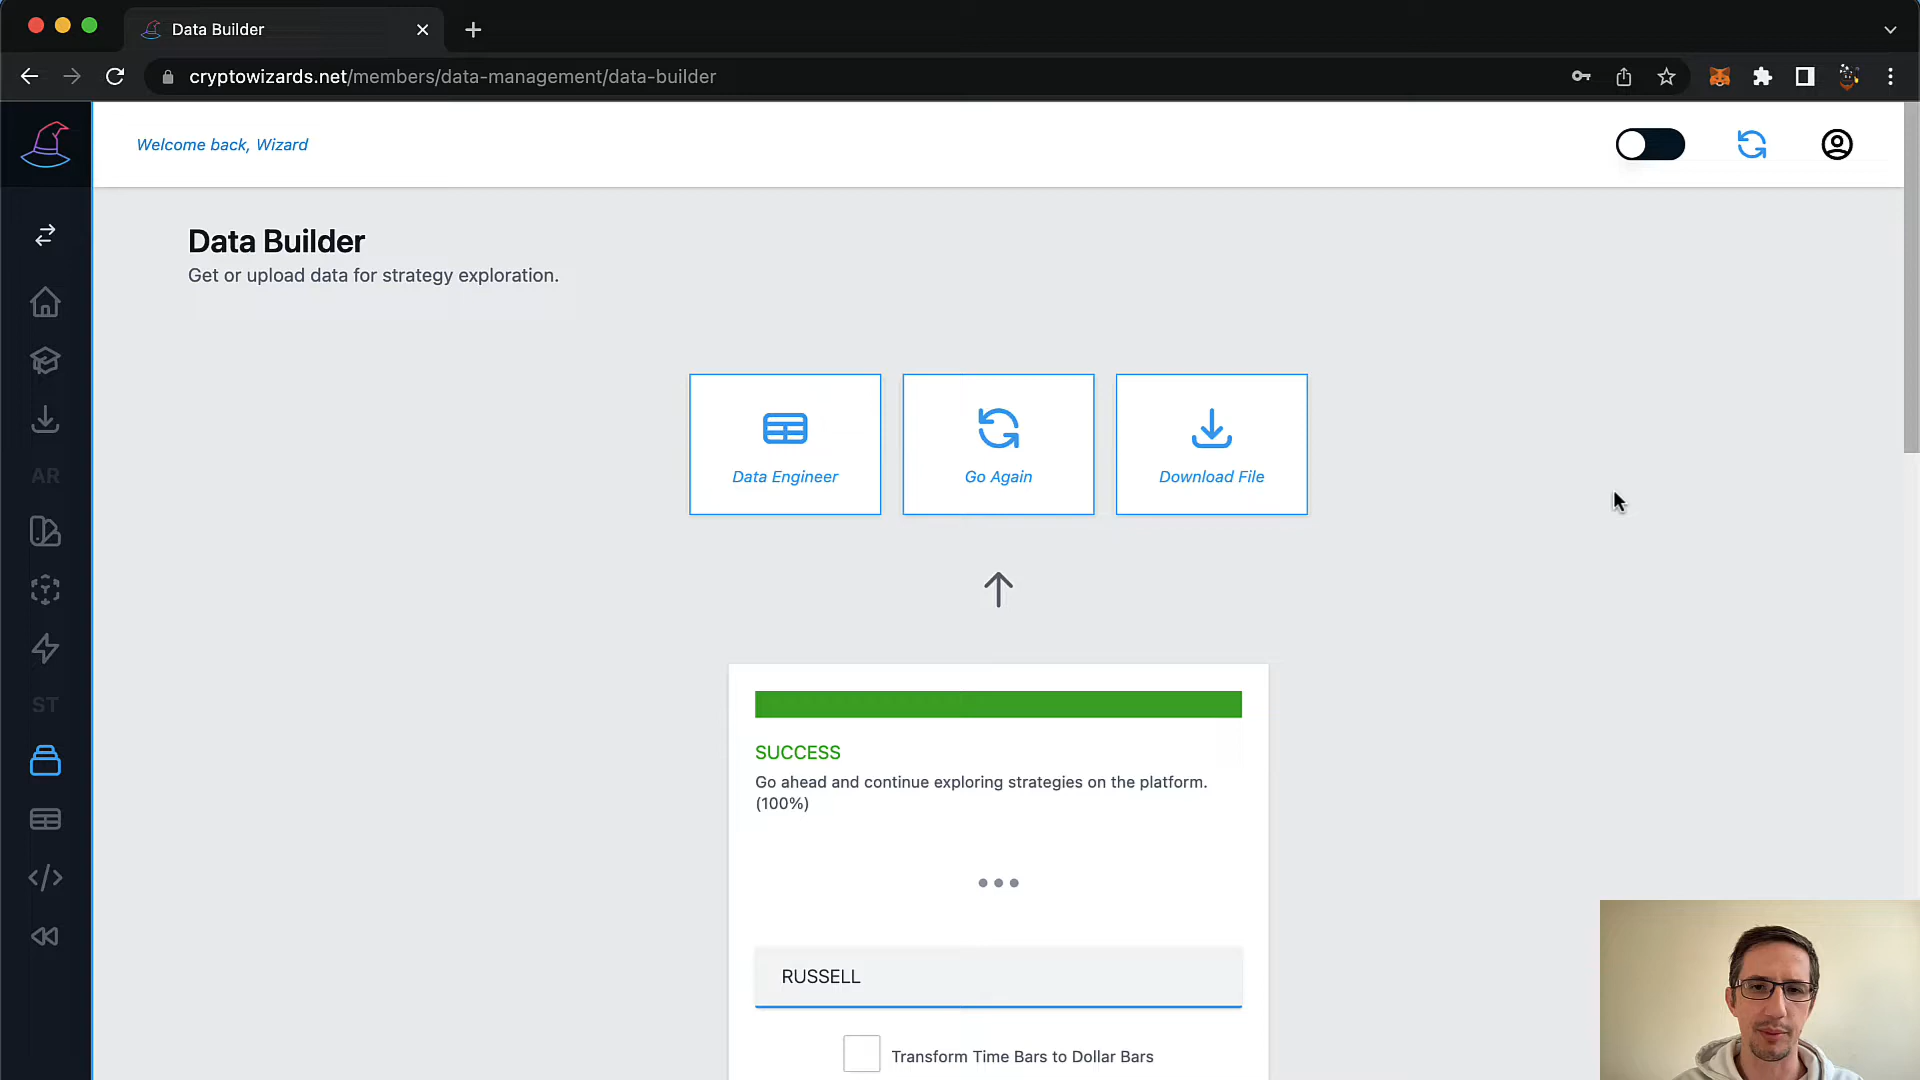 Data Builder
cryptowizards.net/members/data-management/data-builder
Welcome back, Wizard
Data Builder
Get or upload data for strategy exploration.
AR
ST
Data Engineer
Go Again
Download File
SUCCESS
Go ahead and continue exploring strategies on the platform.
(100%)
RUSSELL
Transform Time Bars to Dollar Bars